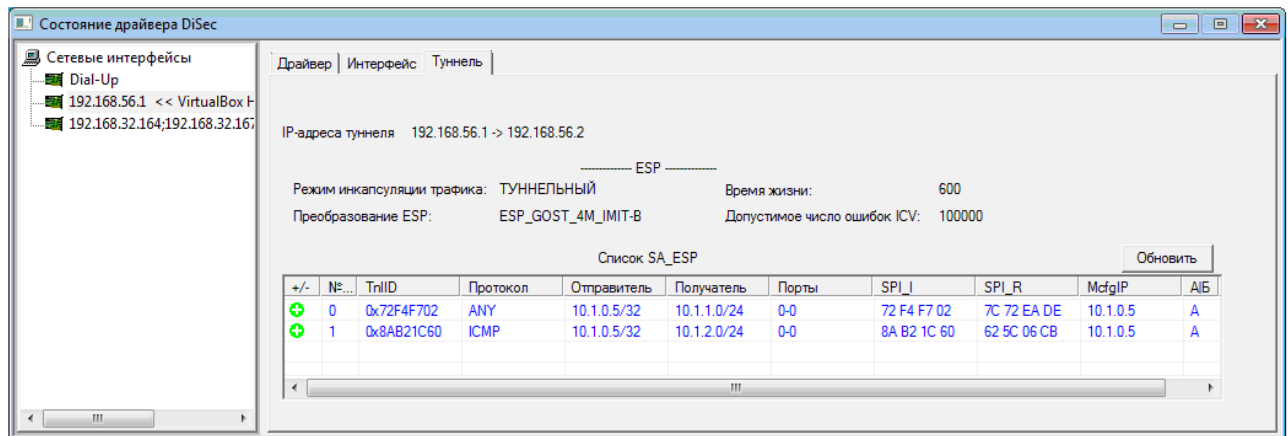 Состояние драйвера DiSec
Сетевые интерфейсы
Dial-Up
192.168.56.1 << VirtualBox H
192.168.32.164;192.168.32.167
Драйвер Интерфейс Туннель
IP-адреса туннеля 192.168.56.1 -> 192.168.56.2
------------- ESP -------------
Режим инкапсуляции трафика: ТУННЕЛЬНЫЙ Время жизни: 600
Преобразование ESP: ESP_GOST_4M_IMIT-B Допустимое число ошибок ICV: 100000
Список SA_ESP Обновить
+/- №... TnlID Протокол Отправитель Получатель Порты SPI_I SPI_R McfgIP А|Б
0 0x72F4F702 ANY 10.1.0.5/32 10.1.1.0/24 0-0 72 F4 F7 02 7C 72 EA DE 10.1.0.5 A
1 0x8AB21C60 ICMP 10.1.0.5/32 10.1.2.0/24 0-0 8A B2 1C 60 62 5C 06 CB 10.1.0.5 A